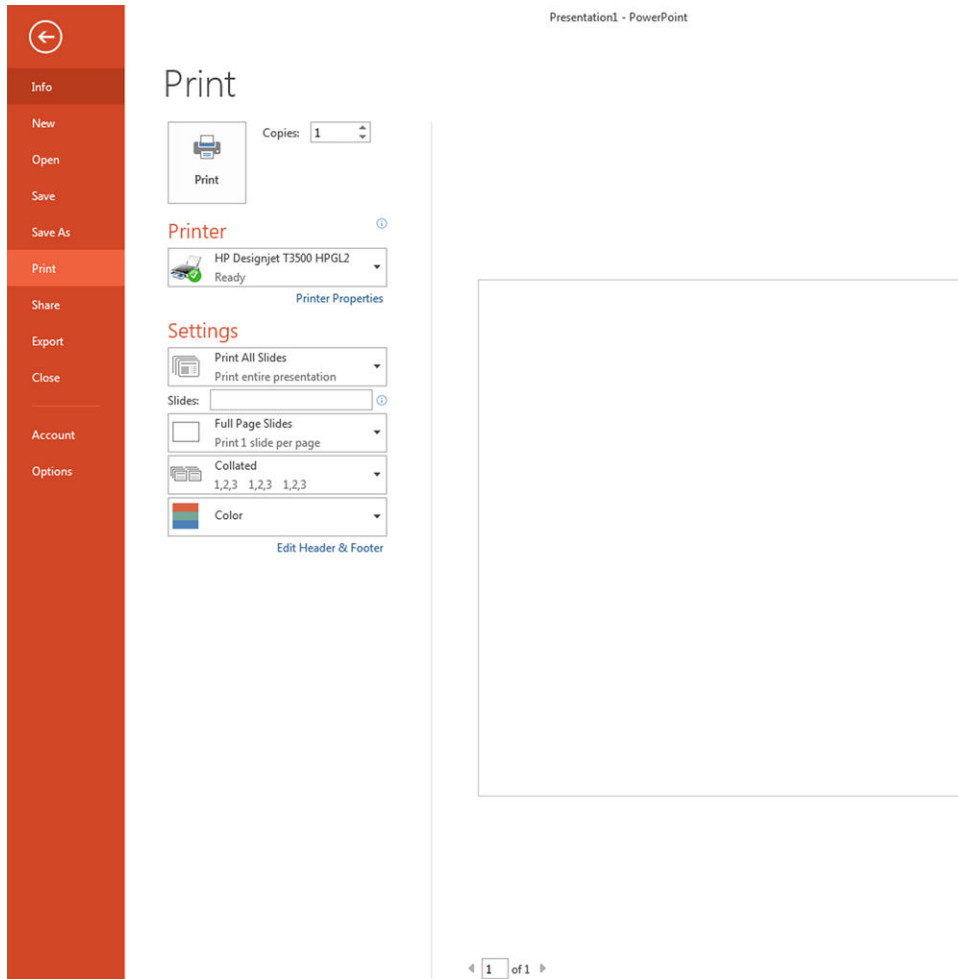 Presentation1 - PowerPoint
Info
New
Open
Save
Save As
Print
Share
Export
Close
Account
Options
Print
Print
Copies: 1
Printer
HP Designjet T3500 HPGL2
Ready
Printer Properties
Settings
Print All Slides
Print entire presentation
Slides:
Full Page Slides
Print 1 slide per page
Collated
1,2,3 1,2,3 1,2,3
Color
Edit Header & Footer
1 of 1